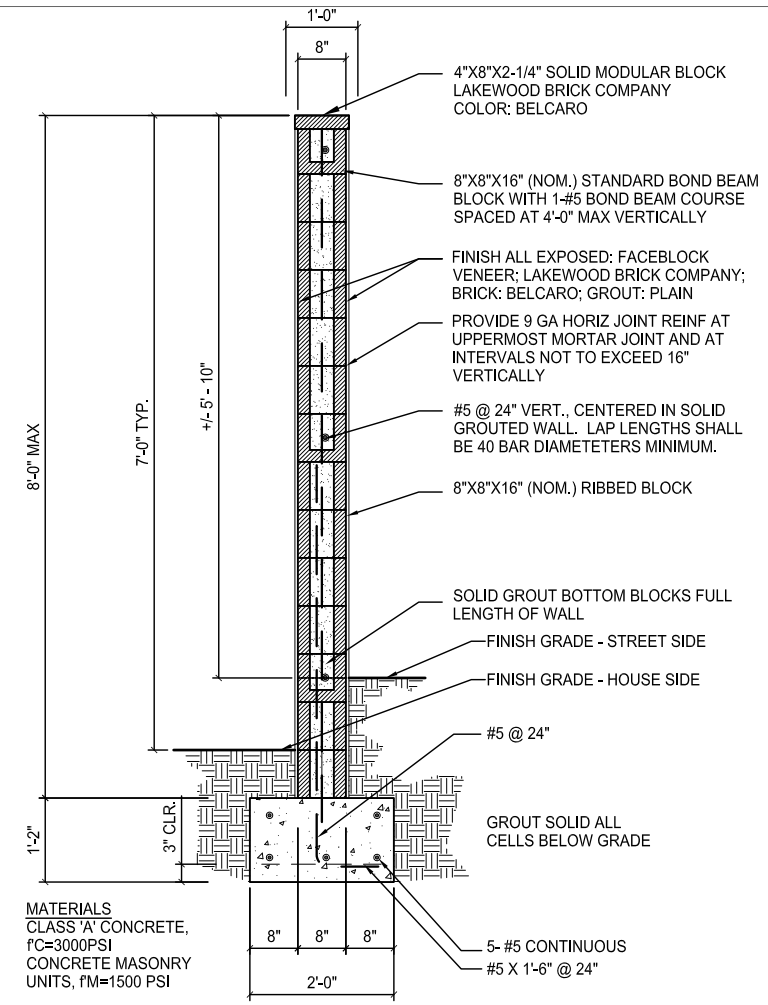 1'-0"
8"
4"X8"X2-1/4" SOLID MODULAR BLOCK
LAKEWOOD BRICK COMPANY
COLOR: BELCARO
8"X8"X16" (NOM.) STANDARD BOND BEAM
BLOCK WITH 1-#5 BOND BEAM COURSE
SPACED AT 4'-0" MAX VERTICALLY
FINISH ALL EXPOSED: FACEBLOCK
VENEER; LAKEWOOD BRICK COMPANY;
BRICK: BELCARO; GROUT: PLAIN
PROVIDE 9 GA HORIZ JOINT REINF AT
UPPERMOST MORTAR JOINT AND AT
INTERVALS NOT TO EXCEED 16"
VERTICALLY
#5 @ 24" VERT., CENTERED IN SOLID
GROUTED WALL. LAP LENGTHS SHALL
BE 40 BAR DIAMETETERS MINIMUM.
8"X8"X16" (NOM.) RIBBED BLOCK
SOLID GROUT BOTTOM BLOCKS FULL
LENGTH OF WALL
FINISH GRADE - STREET SIDE
FINISH GRADE - HOUSE SIDE
#5 @ 24"
GROUT SOLID ALL
CELLS BELOW GRADE
5- #5 CONTINUOUS
#5 X 1'-6" @ 24"
8'-0" MAX
7'-0" TYP.
+/- 5' - 10"
1'-2"
3" CLR.
MATERIALS
CLASS 'A' CONCRETE,
f'C=3000PSI
CONCRETE MASONRY
UNITS, f'M=1500 PSI
8"
8"
8"
2'-0"